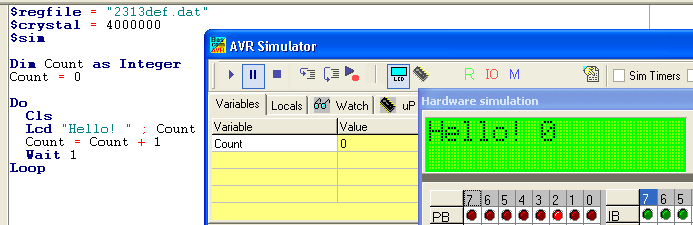 $regfile = "2313def.dat"
$crystal = 4000000
$sim
Dim Count as Integer
Count = 0
Do
Cls
Lcd "Hello! " ; Count
Count = Count + 1
Wait 1
Loop
AVR Simulator
LCD R IO M Sim Timers
Variables Locals Watch uP
Variable Value
Count 0
Hardware simulation
Hello! 0
7 6 5 4 3 2 1 0 7 6 5
PB IB